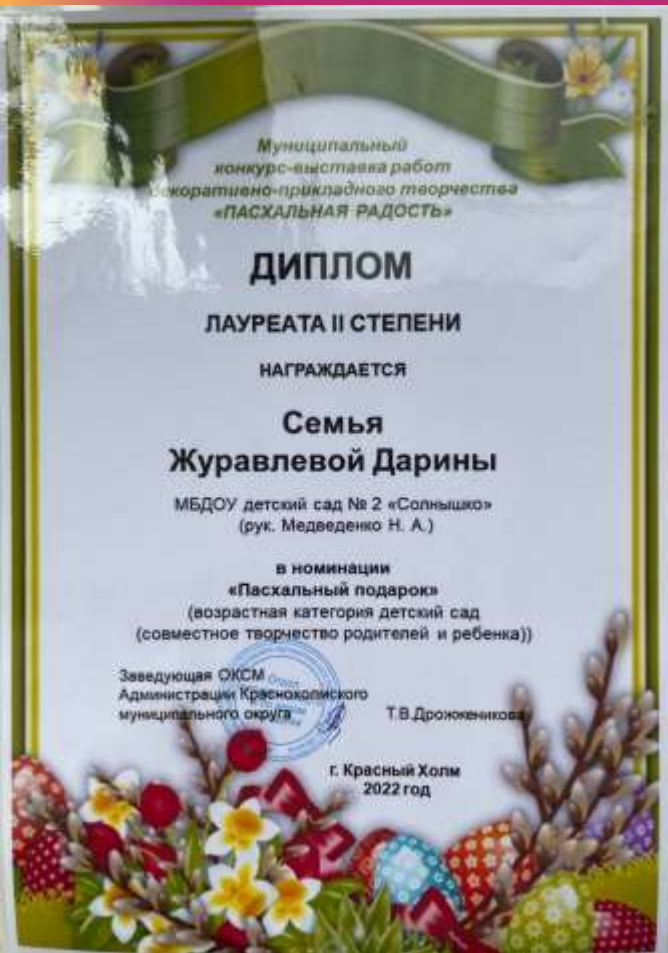 Муниципальный
конкурс-выставка работ
декоративно-прикладного творчества
«ПАСХАЛЬНАЯ РАДОСТЬ»
ДИПЛОМ
ЛАУРЕАТА II СТЕПЕНИ
НАГРАЖДАЕТСЯ
Семья
Журавлевой Дарины
МБДОУ детский сад № 2 «Солнышко»
(рук. Медведенко Н. А.)
в номинации
«Пасхальный подарок»
(возрастная категория детский сад
(совместное творчество родителей и ребенка))
Заведующая ОКСМ
Администрации Краснохолмского
муниципального округа
Т.В.Дрожженикова
г. Красный Холм
2022 год